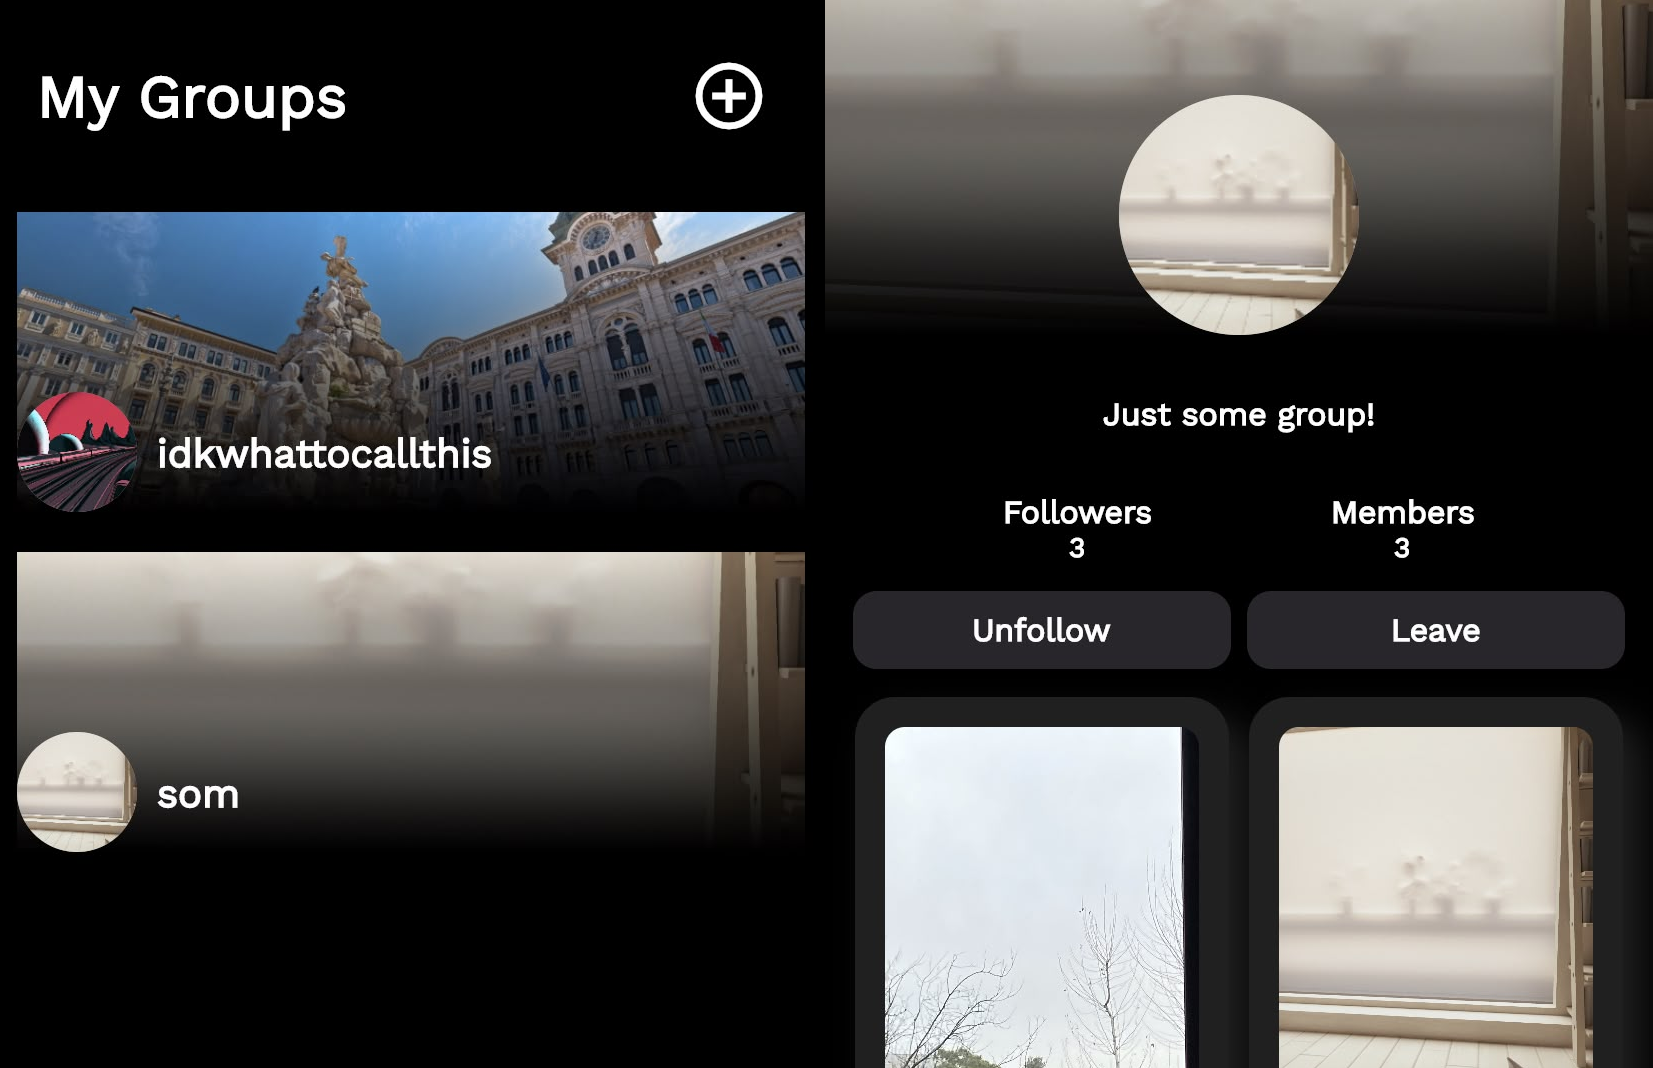 My Groups
idkwhattocallthis
som
Just some group!
Followers
3
Members
3
Unfollow
Leave